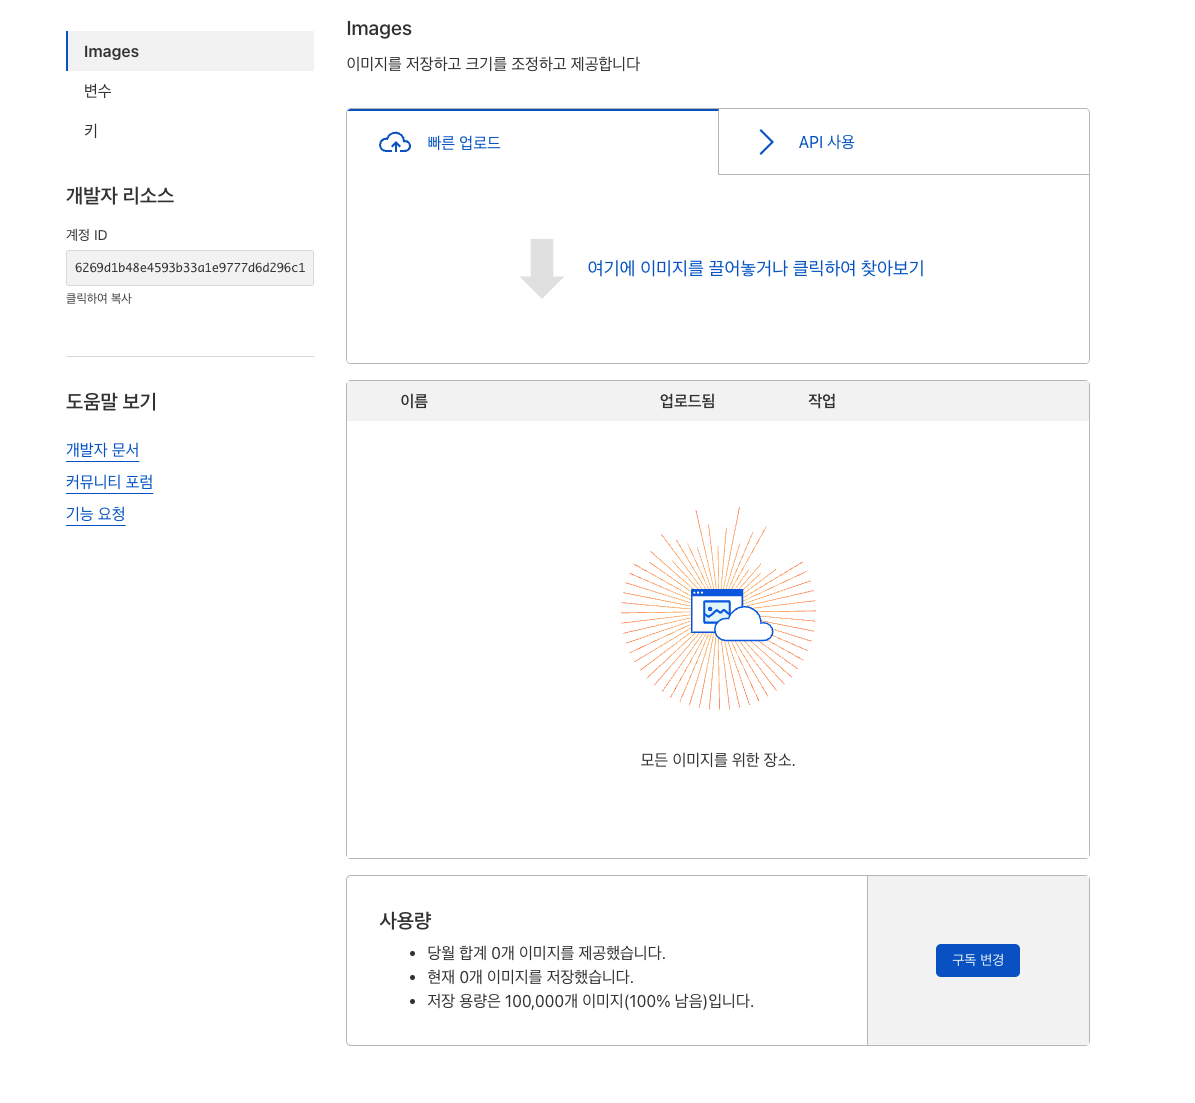 Images
변수
키
개발자 리소스
계정 ID
6269d1b48e4593b33a1e9777d6d296c1
클릭하여 복사
도움말 보기
개발자 문서
커뮤니티 포럼
기능 요청
Images
이미지를 저장하고 크기를 조정하고 제공합니다
빠른 업로드
API 사용
여기에 이미지를 끌어놓거나 클릭하여 찾아보기
이름 업로드됨 작업
모든 이미지를 위한 장소.
사용량
당월 합계 0개 이미지를 제공했습니다.
현재 0개 이미지를 저장했습니다.
저장 용량은 100,000개 이미지(100% 남음)입니다.
구독 변경